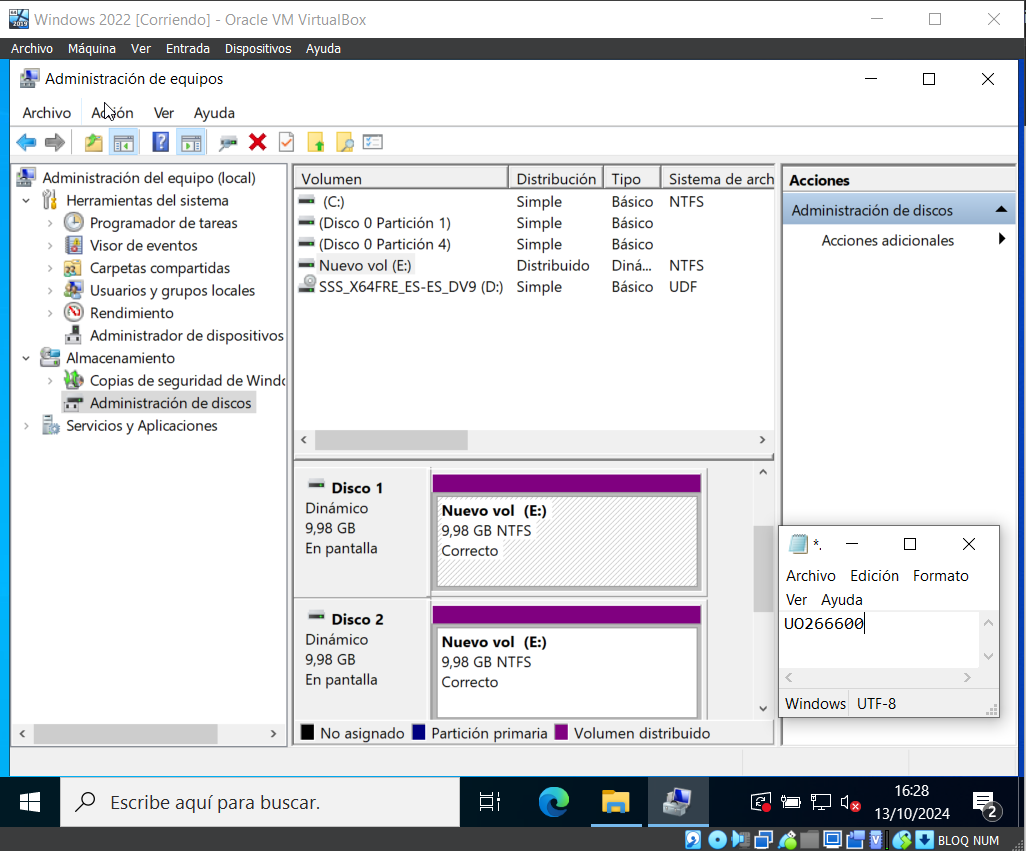 Windows 2022 [Corriendo] - Oracle VM VirtualBox
Archivo Máquina Ver Entrada Dispositivos Ayuda
Administración de equipos
Archivo Acción Ver Ayuda
Administración del equipo (local)
Herramientas del sistema
Programador de tareas
Visor de eventos
Carpetas compartidas
Usuarios y grupos locales
Rendimiento
Administrador de dispositivos
Almacenamiento
Copias de seguridad de Windo
Administración de discos
Servicios y Aplicaciones
Volumen Distribución Tipo Sistema de arch
(C:) Simple Básico NTFS
(Disco 0 Partición 1) Simple Básico
(Disco 0 Partición 4) Simple Básico
Nuevo vol (E:) Distribuido Diná... NTFS
SSS_X64FRE_ES-ES_DV9 (D:) Simple Básico UDF
Disco 1
Dinámico
9,98 GB
En pantalla
Nuevo vol (E:)
9,98 GB NTFS
Correcto
Disco 2
Dinámico
9,98 GB
En pantalla
Nuevo vol (E:)
9,98 GB NTFS
Correcto
No asignado Partición primaria Volumen distribuido
Acciones
Administración de discos
Acciones adicionales
*.
Archivo Edición Formato
Ver Ayuda
UO266600
Windows UTF-8
Escribe aquí para buscar.
16:28
13/10/2024
2
BLOQ NUM